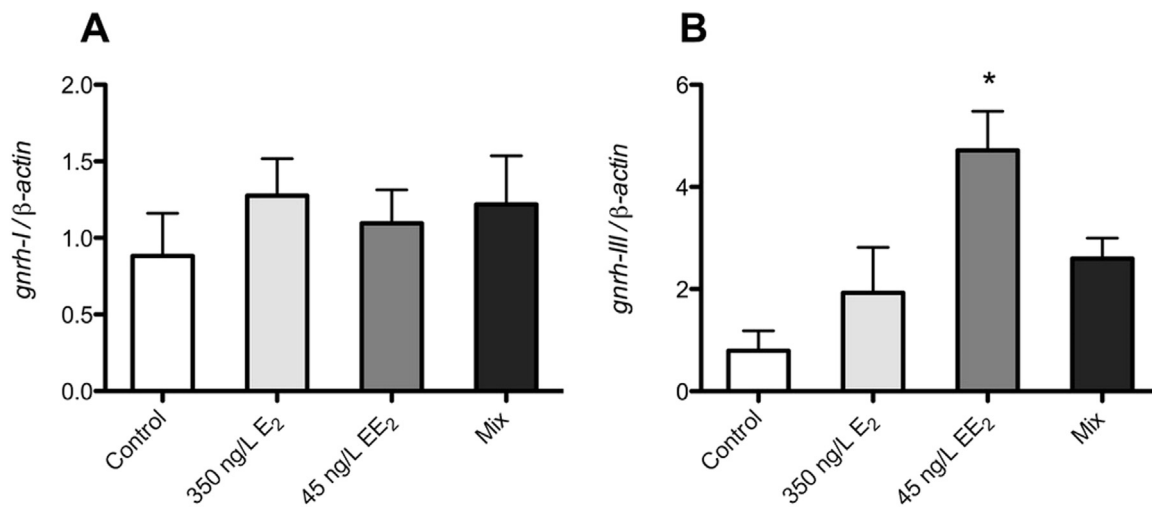 A
gnrh-I/β-actin
2.0
1.5
1.0
0.5
0.0
Control
350 ng/L E₂
45 ng/L EE₂
Mix
B
gnrh-III/β-actin
6
4
2
0
*
Control
350 ng/L E₂
45 ng/L EE₂
Mix